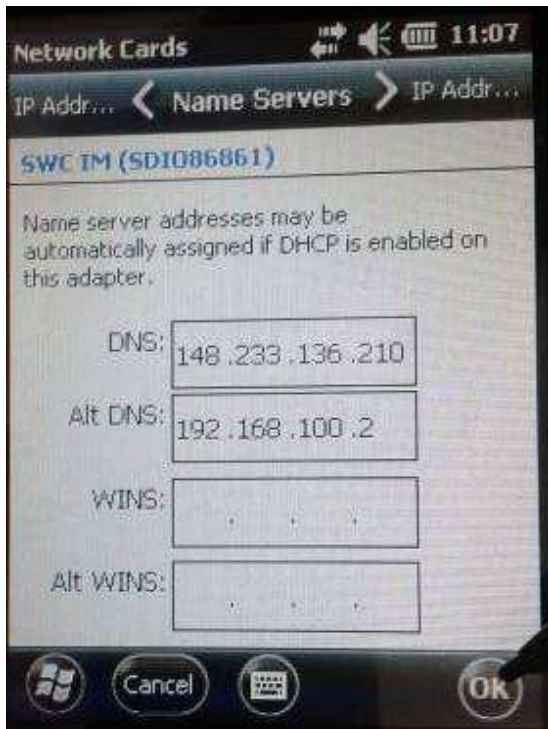 Network Cards 11:07
IP Addr... Name Servers IP Addr...
SWC IM (SDIO86861)
Name server addresses may be
automatically assigned if DHCP is enabled on
this adapter.
DNS: 148 .233 .136 .210
Alt DNS: 192 .168 .100 .2
WINS: . . .
Alt WINS: . . .
Cancel Ok